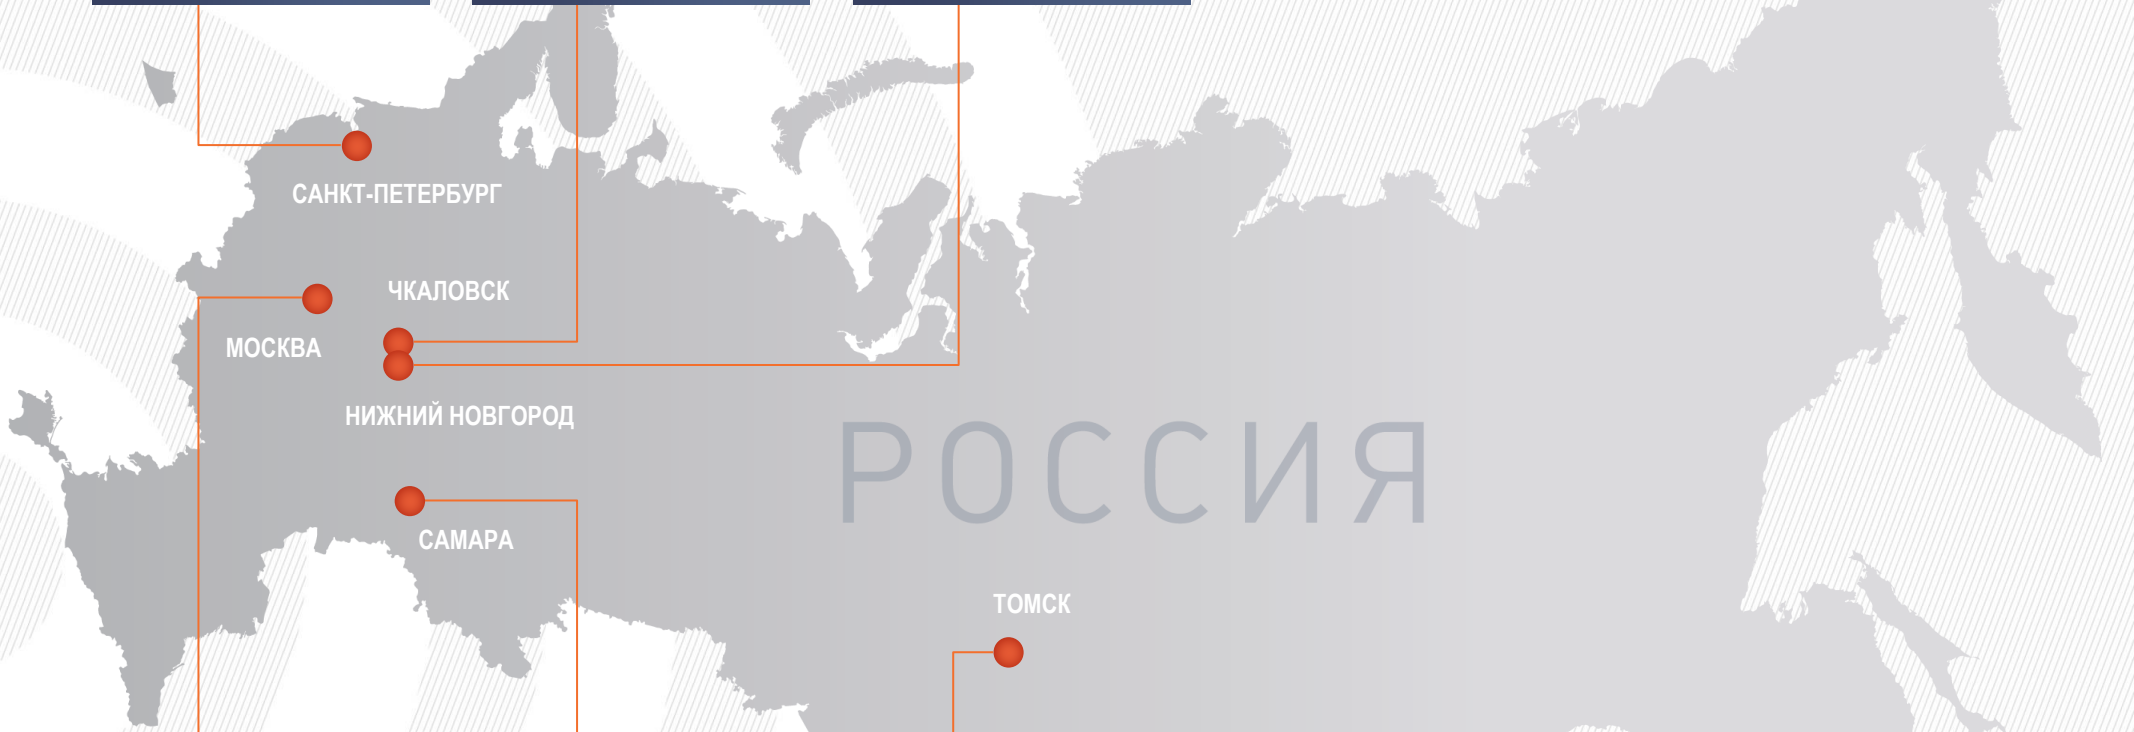 САНКТ-ПЕТЕРБУРГ
ЧКАЛОВСК
МОСКВА
НИЖНИЙ НОВГОРОД
РОССИЯ
САМАРА
ТОМСК